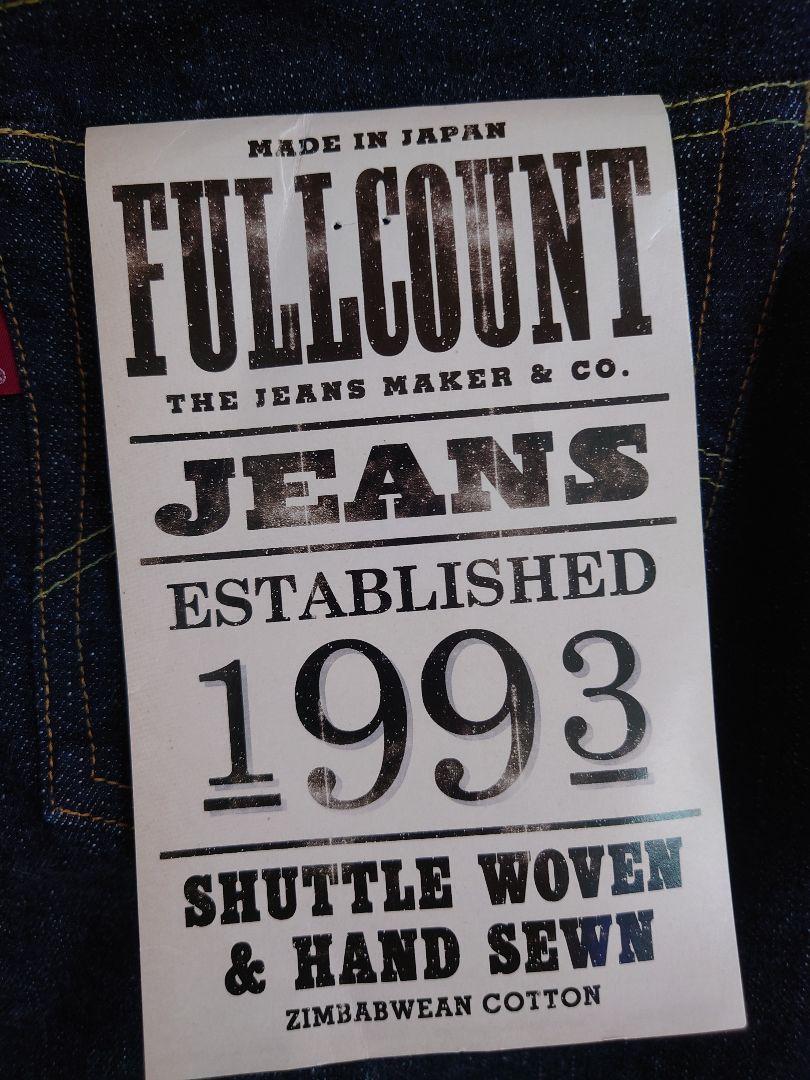 MADE IN JAPAN
FULLCOUNT
THE JEANS MAKER & CO.
JEANS
ESTABLISHED
1993
SHUTTLE WOVEN
& HAND SEWN
ZIMBABWEAN COTTON